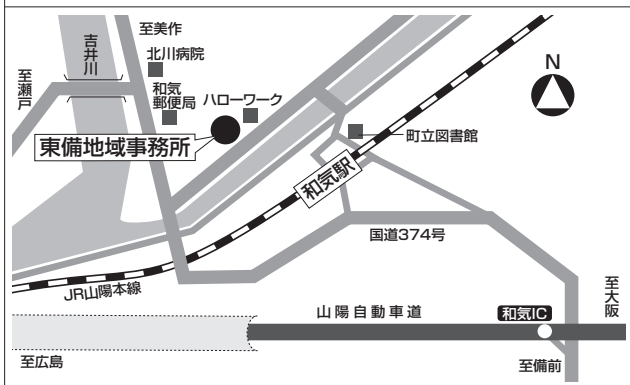 至美作
北川病院
吉井川
至瀬戸
和気
郵便局
ハローワーク
N
東備地域事務所
町立図書館
和気駅
国道374号
JR山陽本線
山陽自動車道
和気IC
至大阪
至広島
至備前